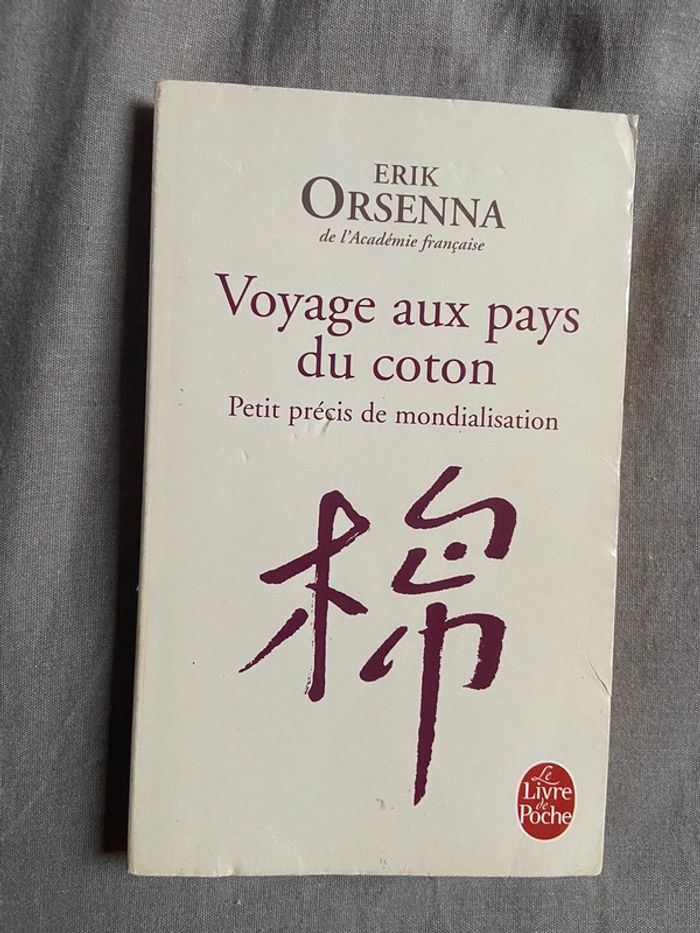 ERIK
ORSENNA
de l'Académie française
Voyage aux pays
du coton
Petit précis de mondialisation
棉
Le
Livre
de
Poche